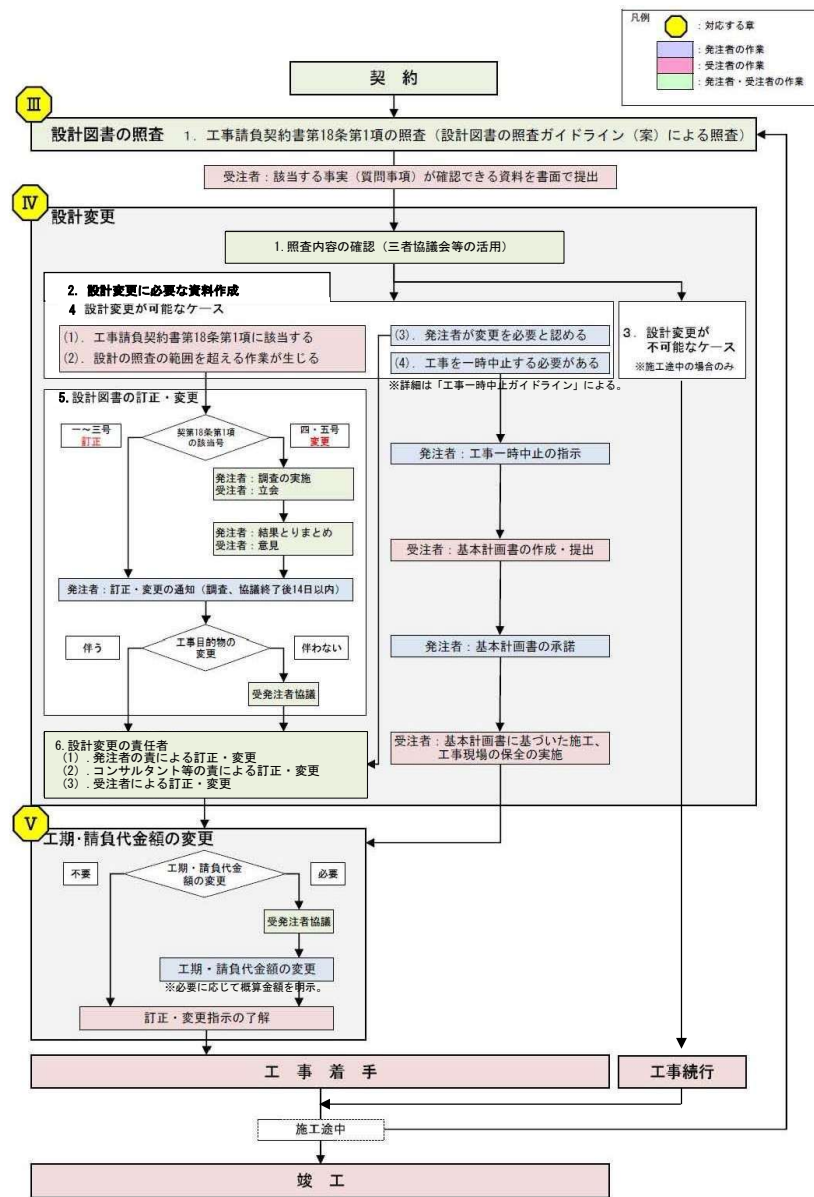 凡例
：対応する章
：発注者の作業
：受注者の作業
：発注者・受注者の作業
契　約
Ⅲ
設計図書の照査　1．工事請負契約書第18条第1項の照査（設計図書の照査ガイドライン（案）による照査）
受注者：該当する事実（質問事項）が確認できる資料を書面で提出
Ⅳ
設計変更
1.照査内容の確認（三者協議会等の活用）
2．設計変更に必要な資料作成
4　設計変更が可能なケース
(1)．工事請負契約書第18条第1項に該当する
(2)．設計の照査の範囲を超える作業が生じる
(3)．発注者が変更を必要と認める
(4)．工事を一時中止する必要がある
※詳細は「工事一時中止ガイドライン」による。
3．設計変更が
不可能なケース
※施工途中の場合のみ
5.設計図書の訂正・変更
一～三号
訂正
契第18条第1項
の該当号
四・五号
変更
発注者：調査の実施
受注者：立会
発注者：結果とりまとめ
受注者：意見
発注者：訂正・変更の通知（調査、協議終了後14日以内）
伴う
工事目的物の
変更
伴わない
受発注者協議
発注者：工事一時中止の指示
受注者：基本計画書の作成・提出
発注者：基本計画書の承諾
受注者：基本計画書に基づいた施工、
工事現場の保全の実施
6.設計変更の責任者
(1)．発注者の責による訂正・変更
(2)．コンサルタント等の責による訂正・変更
(3)．受注者による訂正・変更
Ⅴ
工期・請負代金額の変更
不要
工期・請負代金
額の変更
必要
受発注者協議
工期・請負代金額の変更
※必要に応じて概算金額を明示。
訂正・変更指示の了解
工　事　着　手
工事続行
施工途中
竣　工